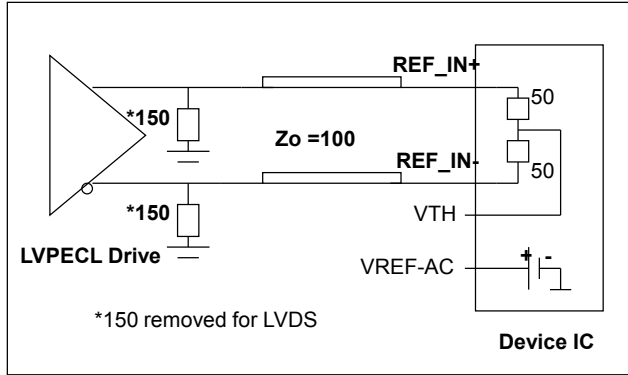 REF_IN+
50
*150
Zo =100
REF_IN-
50
*150
VTH
LVPECL Drive
VREF-AC
+ -
*150 removed for LVDS
Device IC